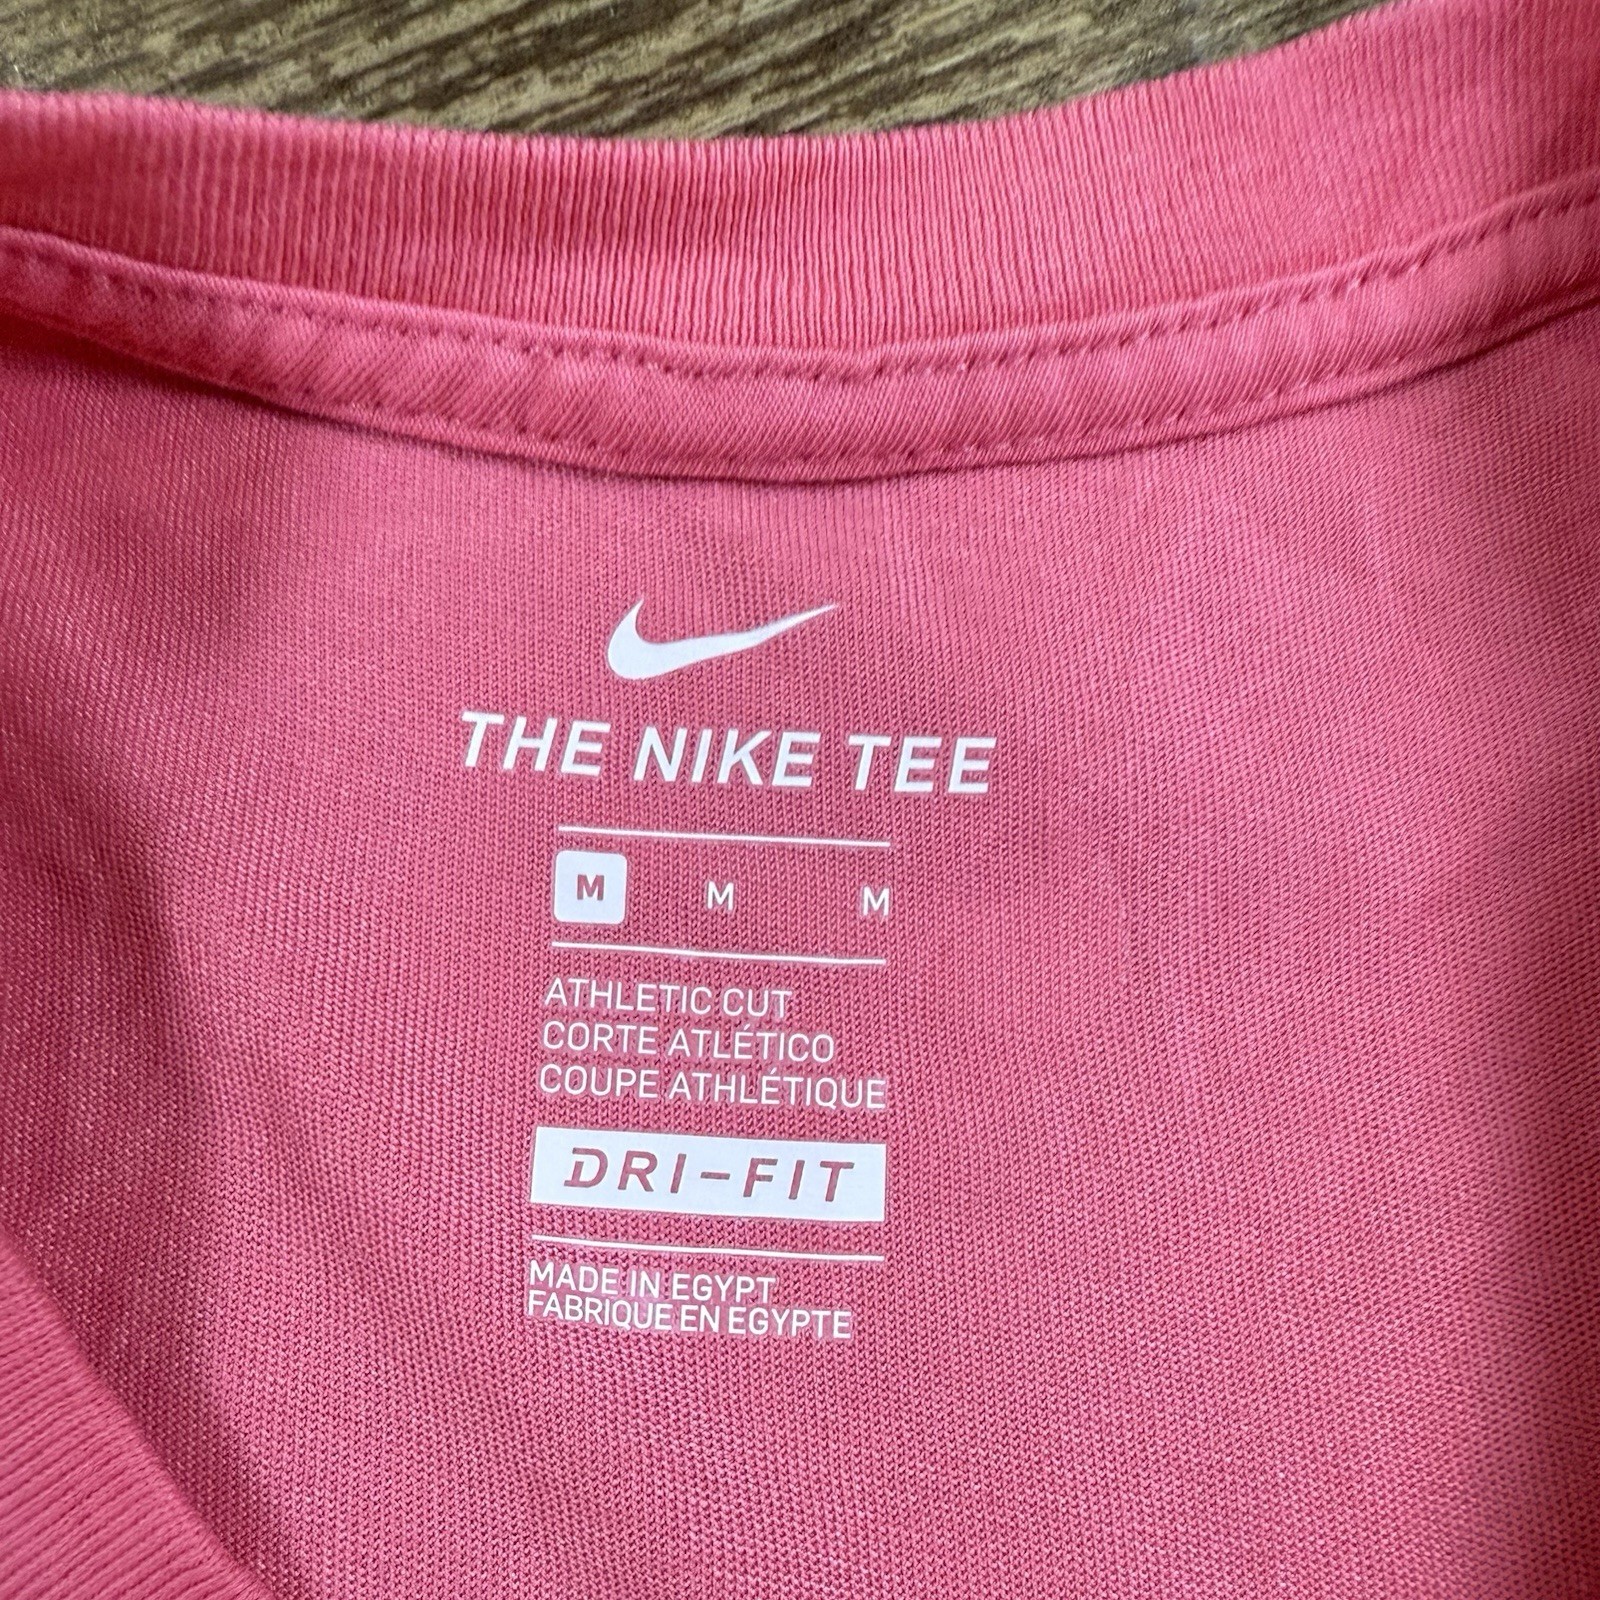 THE NIKE TEE
M M M
ATHLETIC CUT
CORTE ATLÉTICO
COUPE ATHLÉTIQUE
DRI-FIT
MADE IN EGYPT
FABRIQUE EN EGYPTE